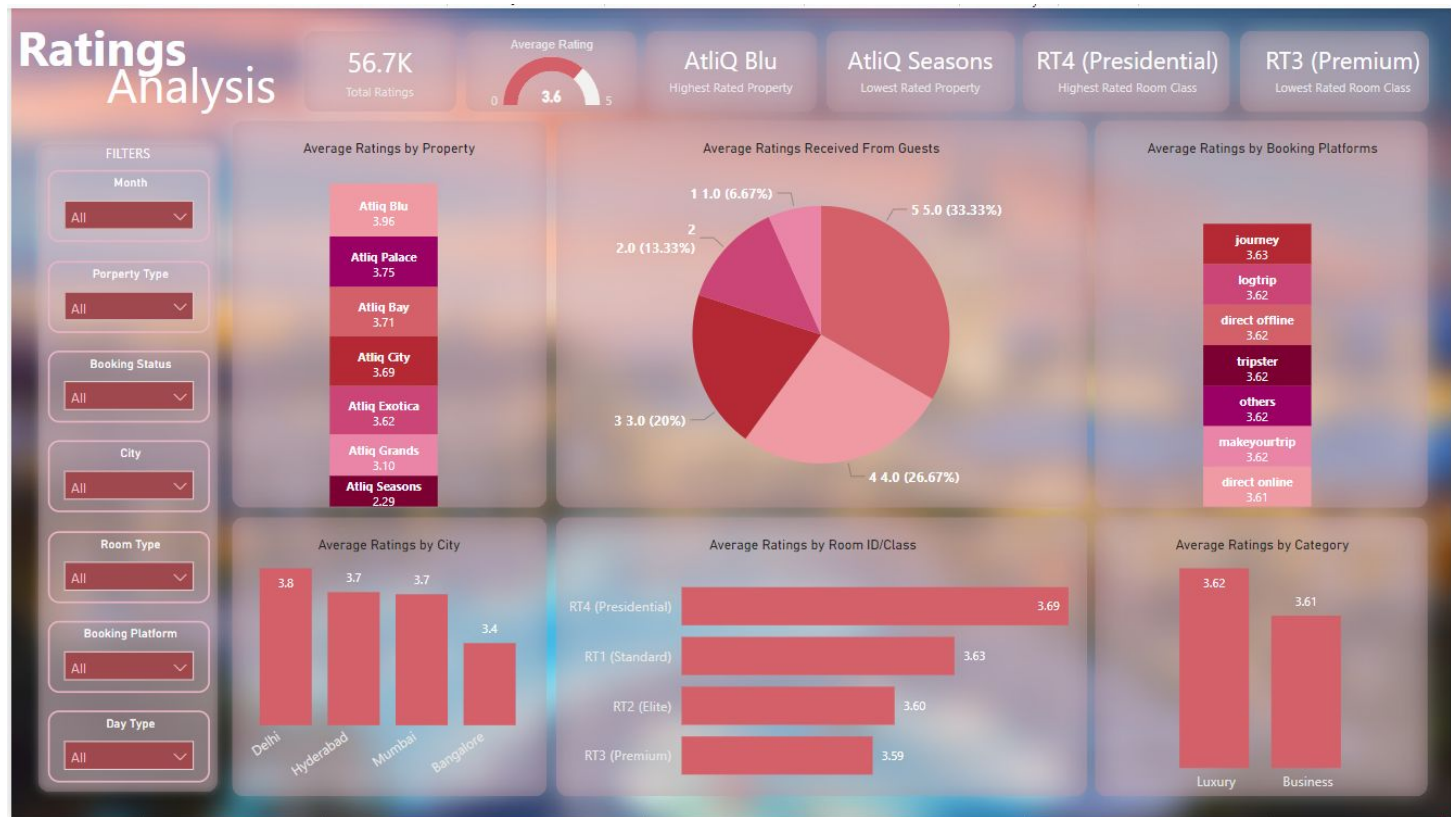 Ratings
Analysis
56.7K
Total Ratings
Average Rating
0
3.6
5
AtliQ Blu
Highest Rated Property
AtliQ Seasons
Lowest Rated Property
RT4 (Presidential)
Highest Rated Room Class
RT3 (Premium)
Lowest Rated Room Class
FILTERS
Month
All
Porperty Type
All
Booking Status
All
City
All
Room Type
All
Booking Platform
All
Day Type
All
Average Ratings by Property
Atliq Blu
3.96
Atliq Palace
3.75
Atliq Bay
3.71
Atliq City
3.69
Atliq Exotica
3.62
Atliq Grands
3.10
Atliq Seasons
2.29
Average Ratings Received From Guests
1 1.0 (6.67%)
5 5.0 (33.33%)
2
2.0 (13.33%)
3 3.0 (20%)
4 4.0 (26.67%)
Average Ratings by Booking Platforms
journey
3.63
logtrip
3.62
direct offline
3.62
tripster
3.62
others
3.62
makeyourtrip
3.62
direct online
3.61
Average Ratings by City
3.8
3.7
3.7
3.4
Delhi
Hyderabad
Mumbai
Bangalore
Average Ratings by Room ID/Class
RT4 (Presidential)
3.69
RT1 (Standard)
3.63
RT2 (Elite)
3.60
RT3 (Premium)
3.59
Average Ratings by Category
3.62
3.61
Luxury
Business